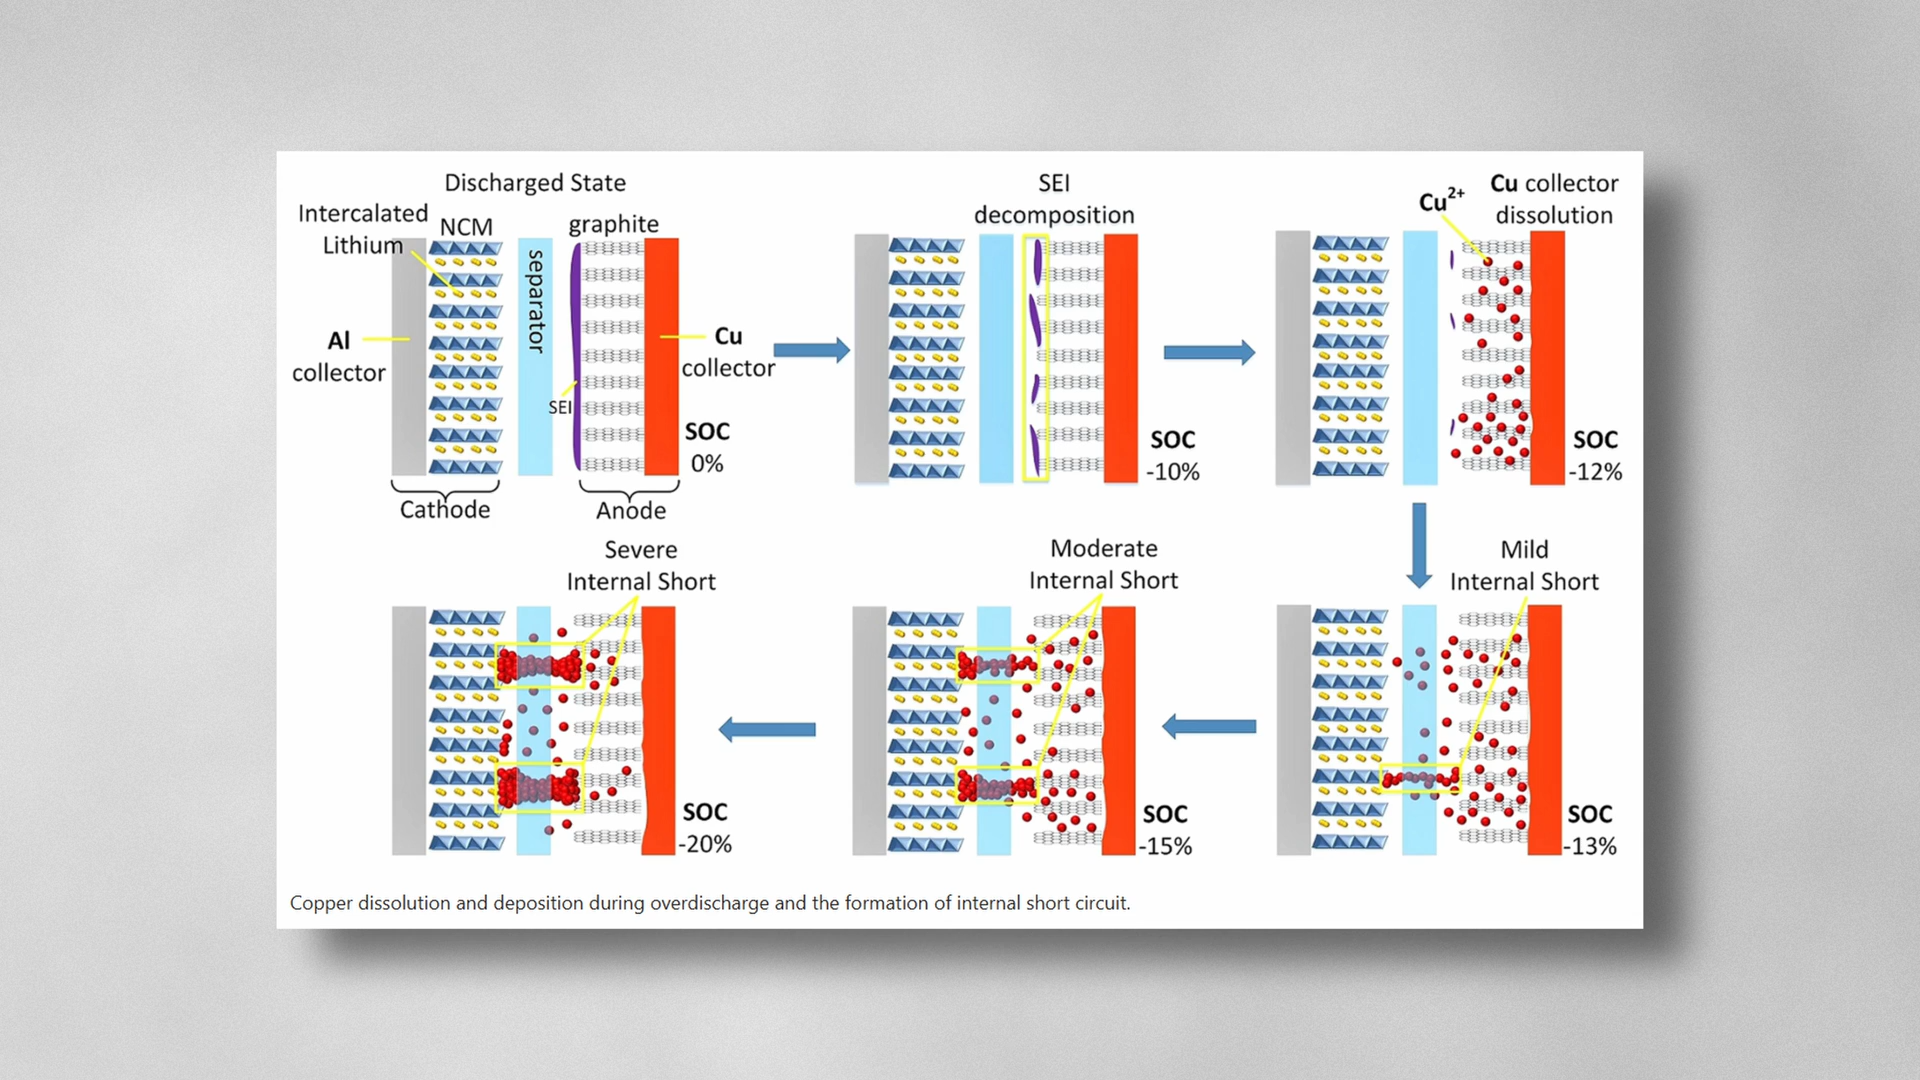 Discharged State
Intercalated
Lithium
NCM
separator
graphite
Al
collector
SEI
Cu
collector
SOC
0%
Cathode
Anode
SEI
decomposition
SOC
-10%
Cu²⁺
Cu collector
dissolution
SOC
-12%
Severe
Internal Short
SOC
-20%
Moderate
Internal Short
SOC
-15%
Mild
Internal Short
SOC
-13%
Copper dissolution and deposition during overdischarge and the formation of internal short circuit.